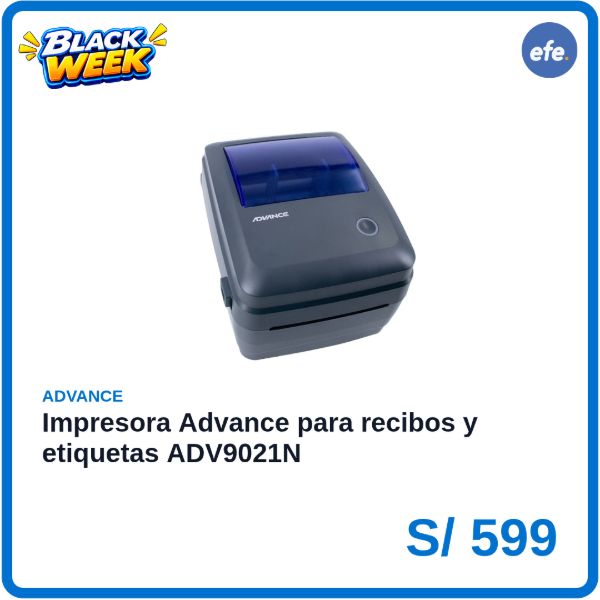 BLACK
WEEK
efe.
ADVANCE
ADVANCE
Impresora Advance para recibos y
etiquetas ADV9021N
S/ 599